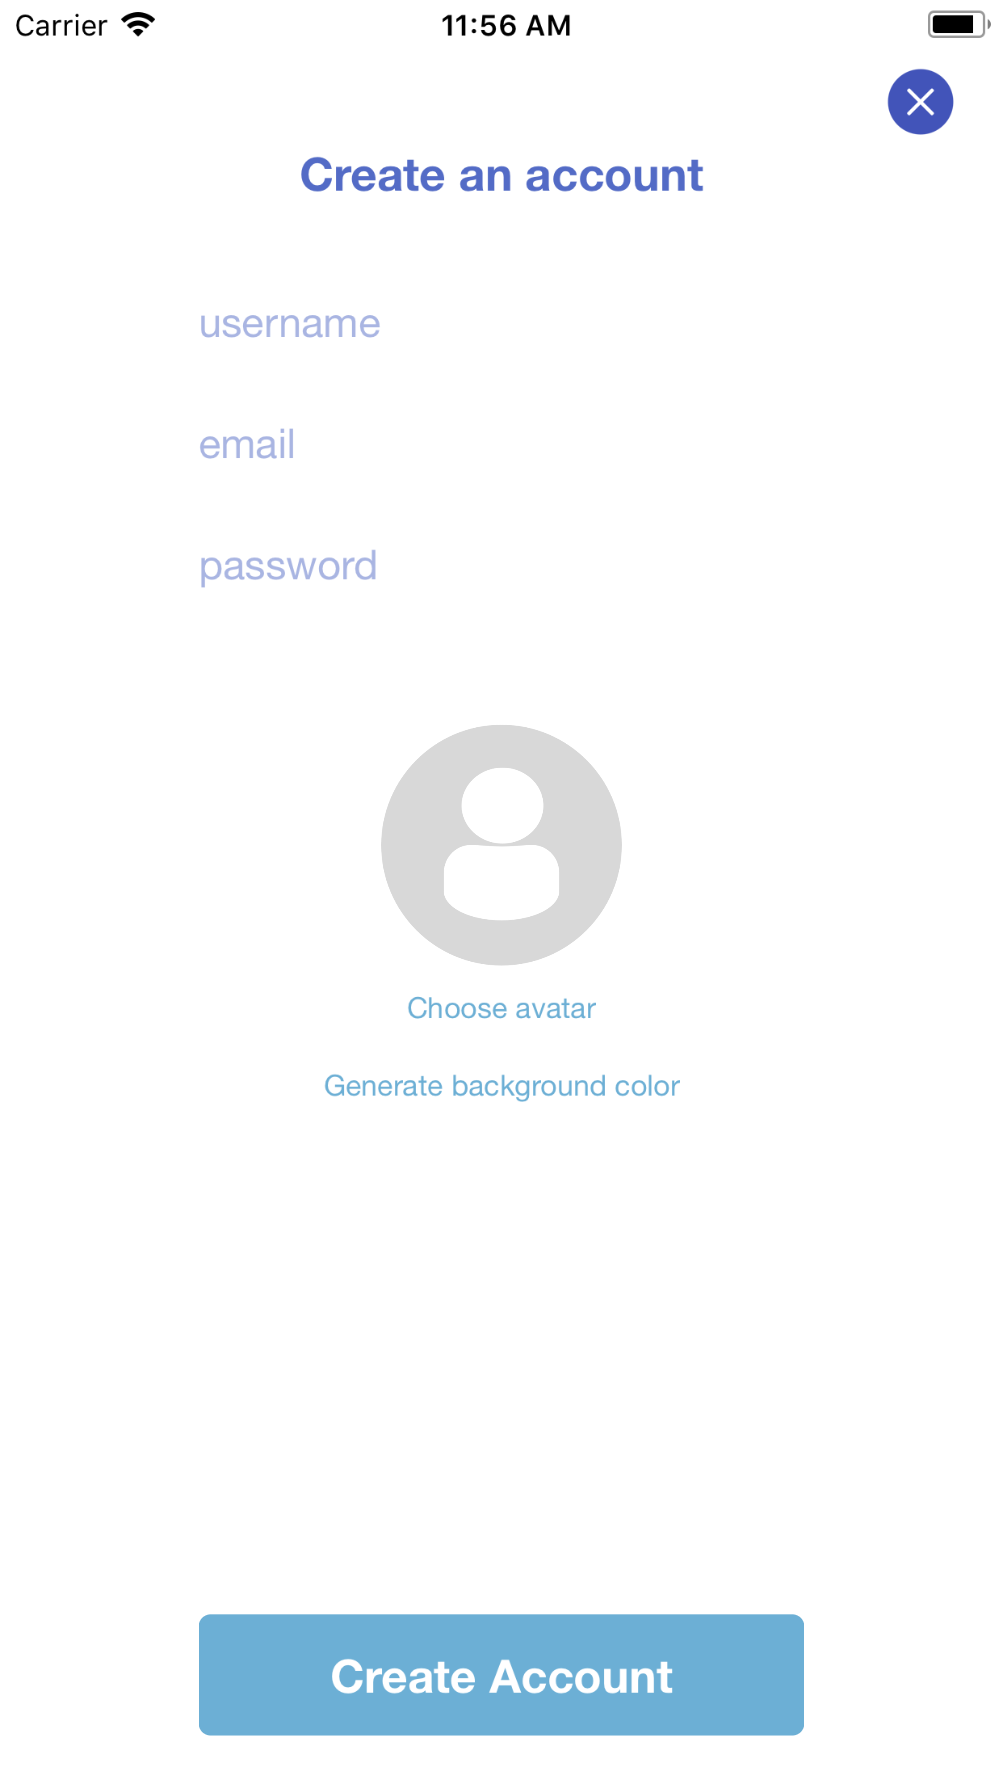 Carrier 11:56 AM
Create an account
username
email
password
Choose avatar
Generate background color
Create Account